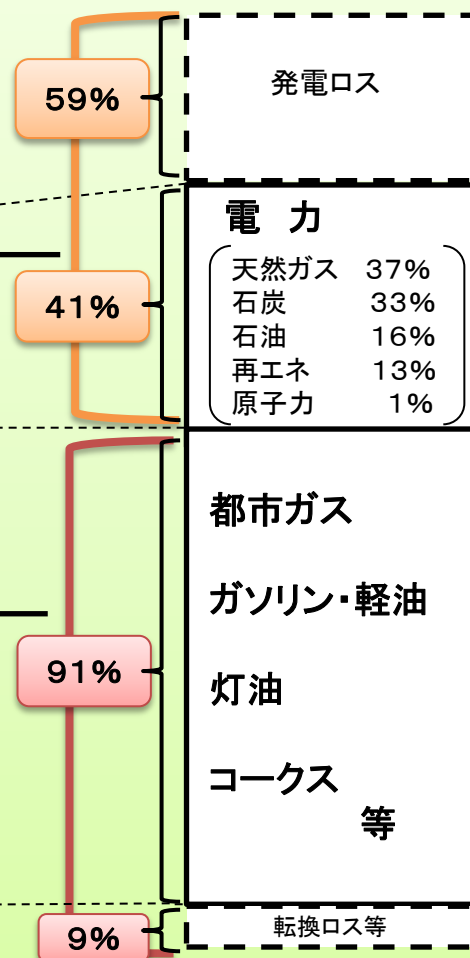 59%
発電ロス
41%
電 力
天然ガス 37%
石炭 33%
石油 16%
再エネ 13%
原子力 1%
91%
都市ガス
ガソリン・軽油
灯油
コークス
等
9%
転換ロス等